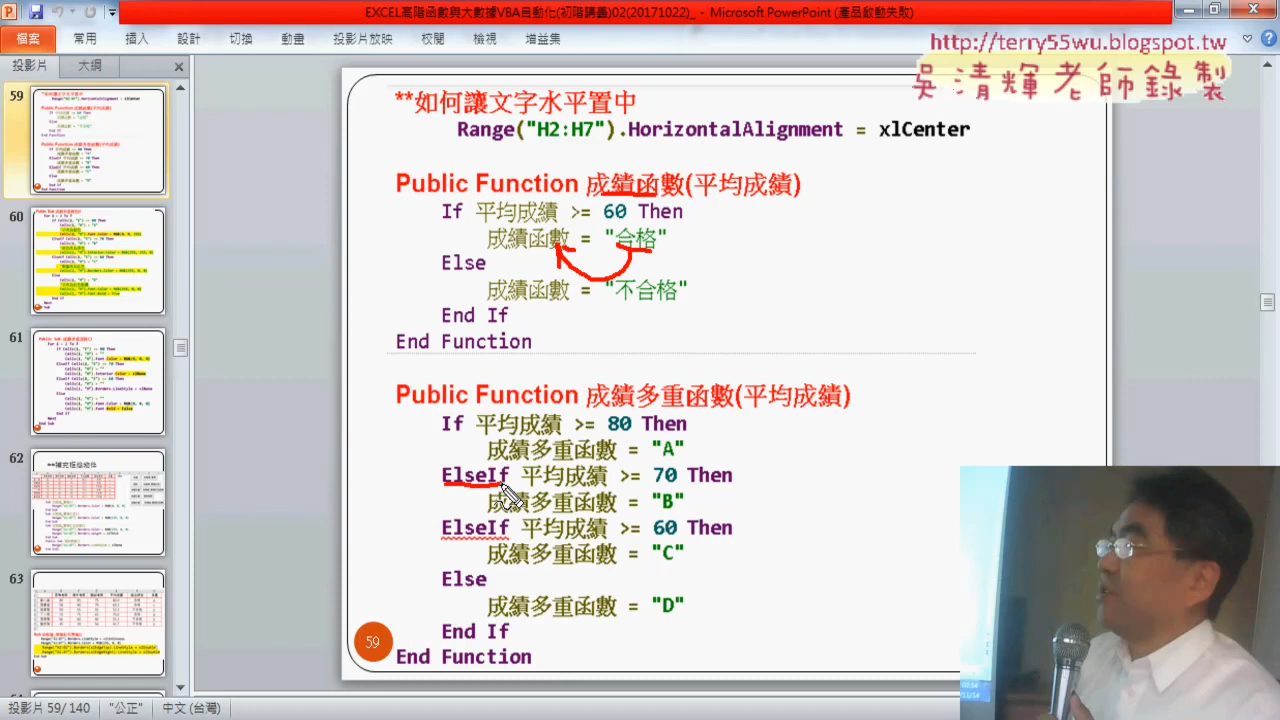 EXCEL高階函數與大數據VBA自動化(初階講義)02(20171022)_ - Microsoft PowerPoint (產品啟動失敗)
檔案 常用 插入 設計 切換 動畫 投影片放映 校閱 檢視 增益集
http://terry55wu.blogspot.tw
吳清輝老師錄製
投影片 大綱
59
60
61
62
63
**如何讓文字水平置中
Range("H2:H7").HorizontalAlignment = xlCenter
Public Function 成績函數(平均成績)
If 平均成績 >= 60 Then
成績函數 = "合格"
Else
成績函數 = "不合格"
End If
End Function
Public Function 成績多重函數(平均成績)
If 平均成績 >= 80 Then
成績多重函數 = "A"
ElseIf 平均成績 >= 70 Then
成績多重函數 = "B"
ElseIf 平均成績 >= 60 Then
成績多重函數 = "C"
Else
成績多重函數 = "D"
End If
End Function
59
投影片 59/140 "公正" 中文 (台灣)